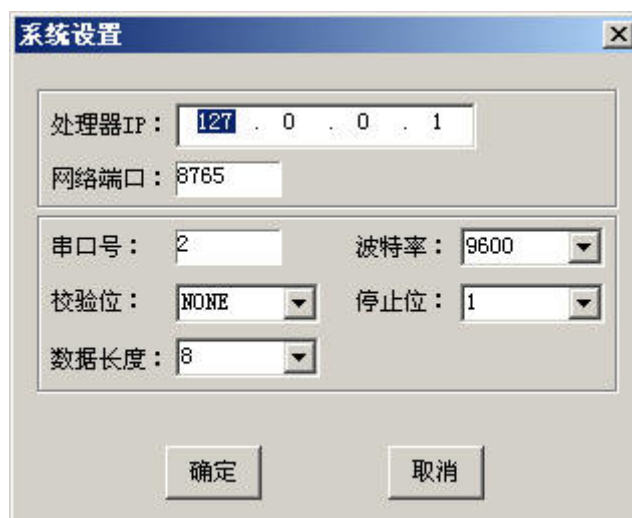 系统设置
处理器IP： 127 . 0 . 0 . 1
网络端口： 8765
串口号： 2 波特率： 9600
校验位： NONE 停止位： 1
数据长度： 8
确定 取消